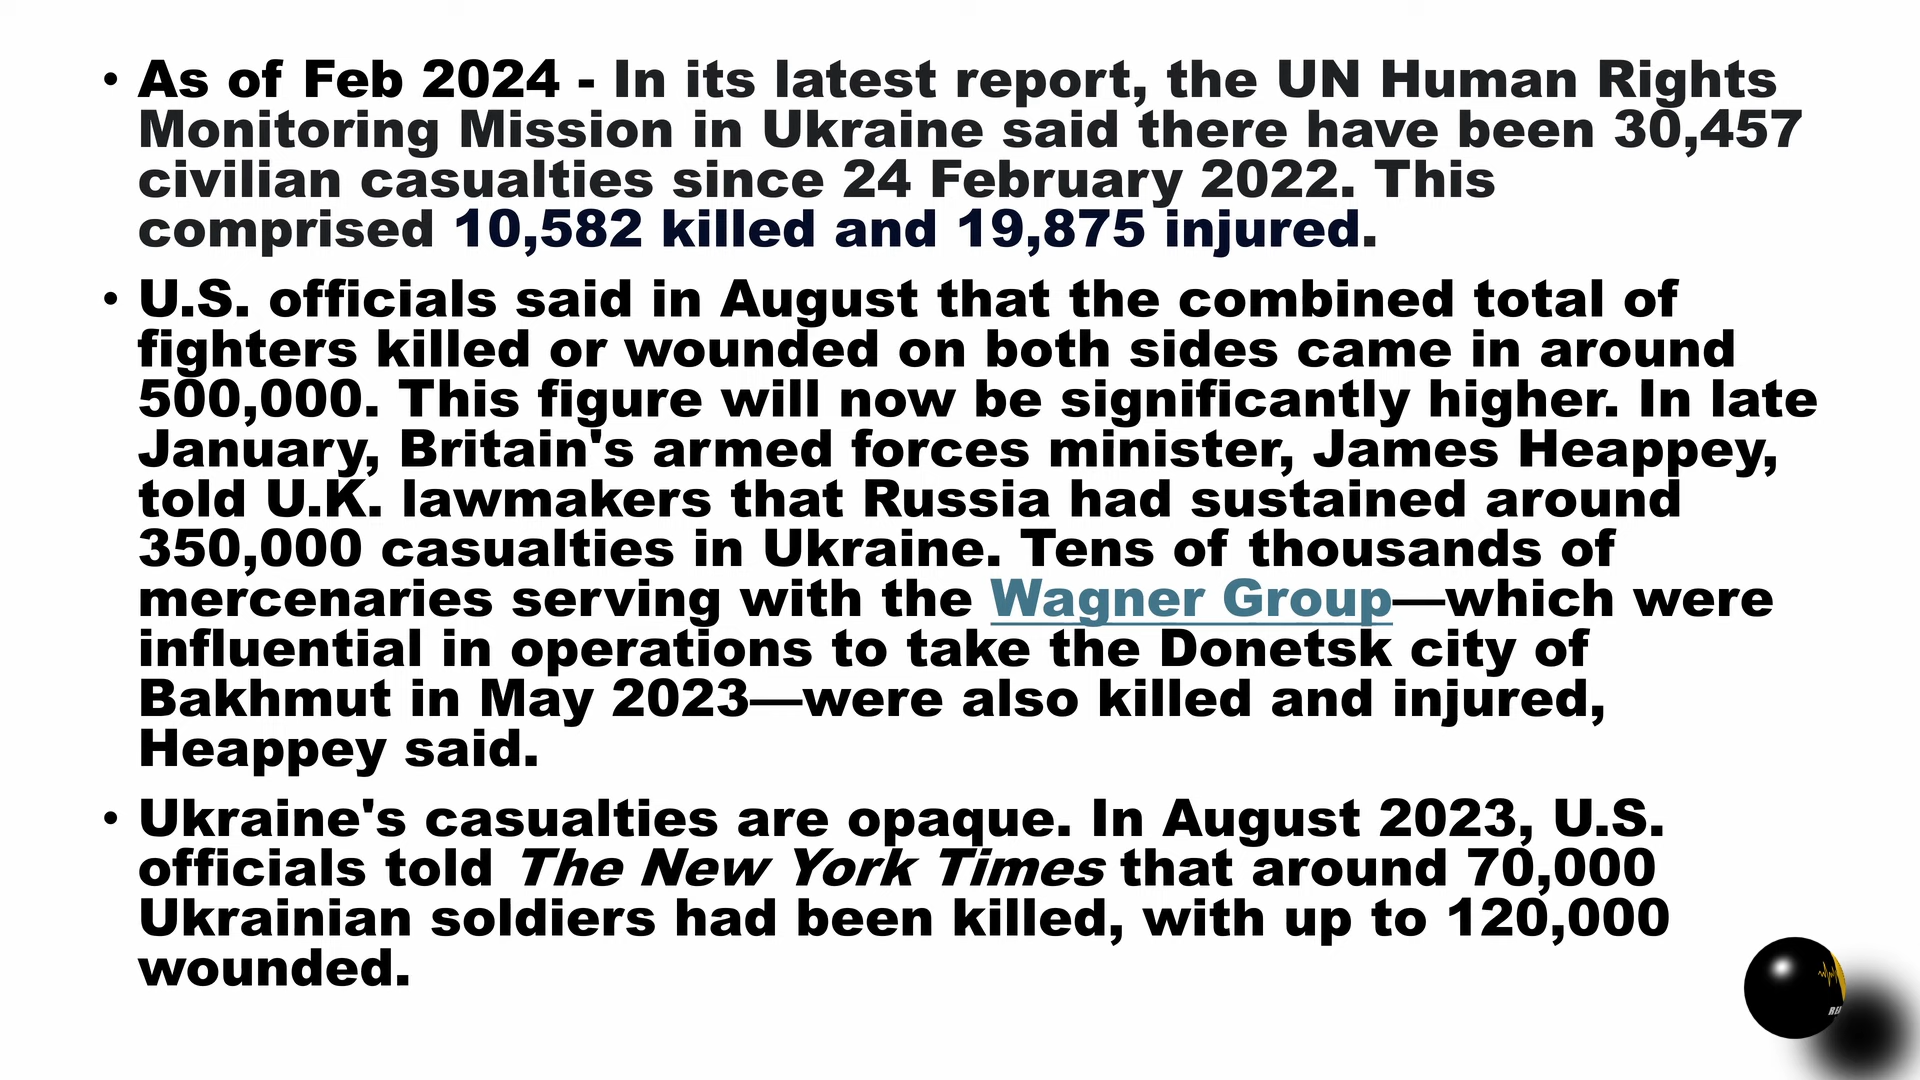 • As of Feb 2024 - In its latest report, the UN Human Rights
Monitoring Mission in Ukraine said there have been 30,457
civilian casualties since 24 February 2022. This
comprised 10,582 killed and 19,875 injured.
• U.S. officials said in August that the combined total of
fighters killed or wounded on both sides came in around
500,000. This figure will now be significantly higher. In late
January, Britain's armed forces minister, James Heappey,
told U.K. lawmakers that Russia had sustained around
350,000 casualties in Ukraine. Tens of thousands of
mercenaries serving with the Wagner Group—which were
influential in operations to take the Donetsk city of
Bakhmut in May 2023—were also killed and injured,
Heappey said.
• Ukraine's casualties are opaque. In August 2023, U.S.
officials told The New York Times that around 70,000
Ukrainian soldiers had been killed, with up to 120,000
wounded.